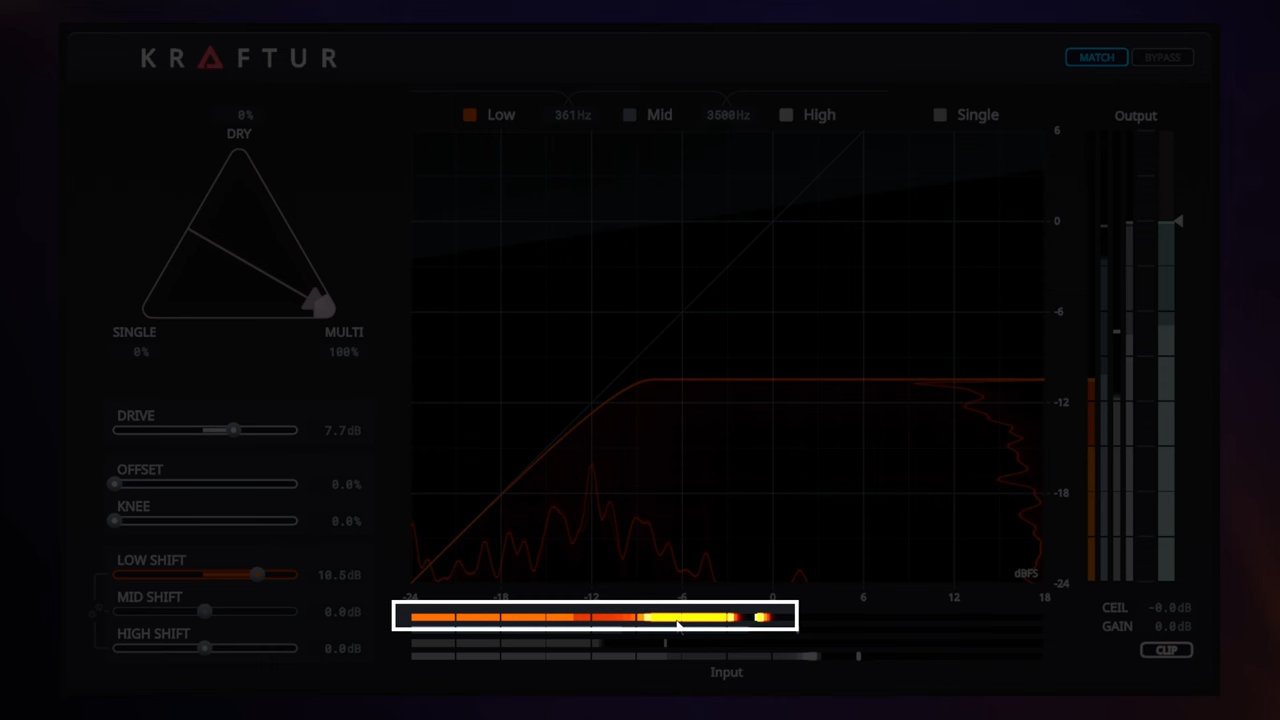 KRAFTUR
MATCH
BYPASS
0%
DRY
SINGLE
0%
MULTI
100%
DRIVE
7.7dB
OFFSET
0.0%
KNEE
0.0%
LOW SHIFT
10.5dB
MID SHIFT
0.0dB
HIGH SHIFT
0.0dB
Low
361Hz
Mid
3500Hz
High
Single
6
0
-6
-12
-18
-24
dBFS
-24
-18
-12
-6
0
6
12
18
Input
Output
CEIL
-0.0dB
GAIN
0.0dB
CLIP